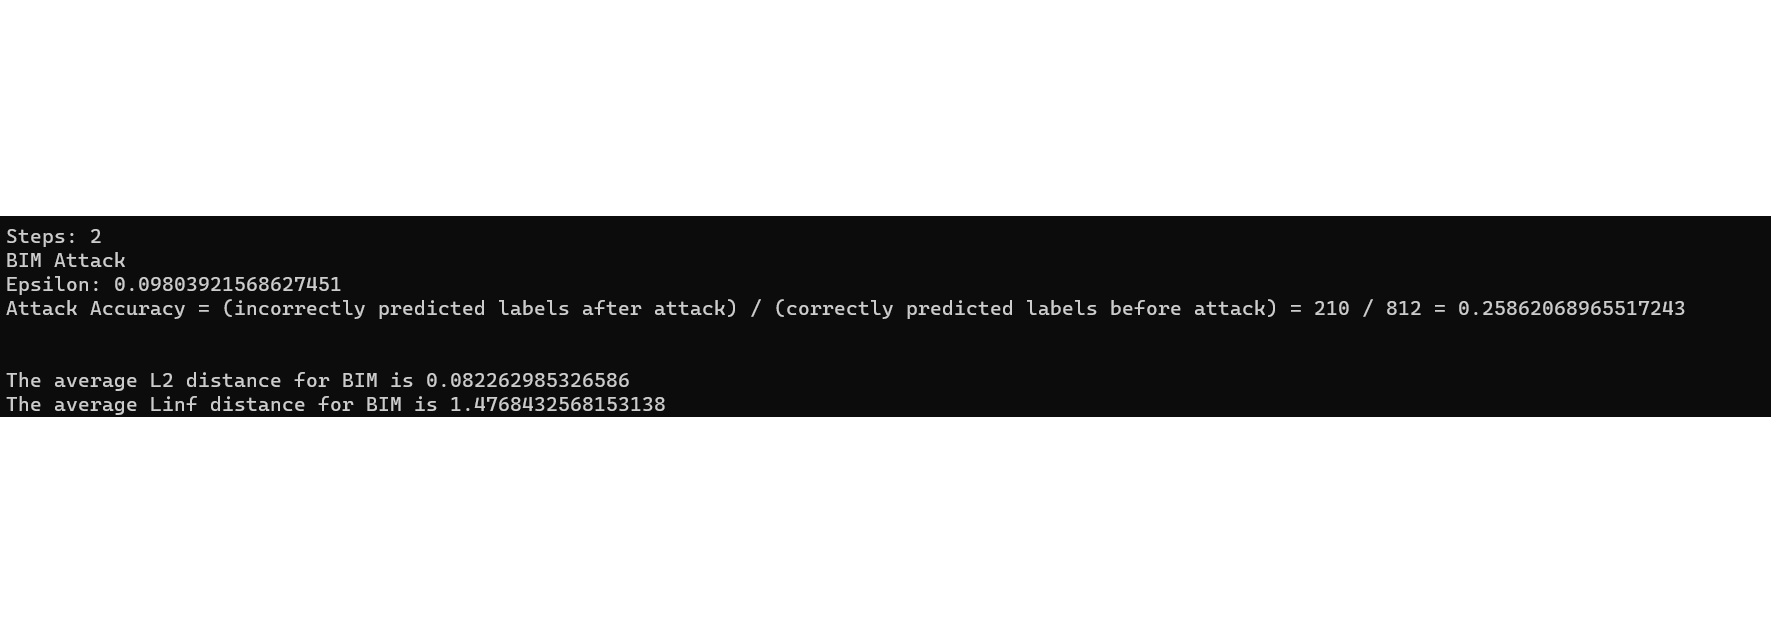 Steps: 2
BIM Attack
Epsilon: 0.09803921568627451
Attack Accuracy = (incorrectly predicted labels after attack) / (correctly predicted labels before attack) = 210 / 812 = 0.25862068965517243
The average L2 distance for BIM is 0.082262985326586
The average Linf distance for BIM is 1.4768432568153138